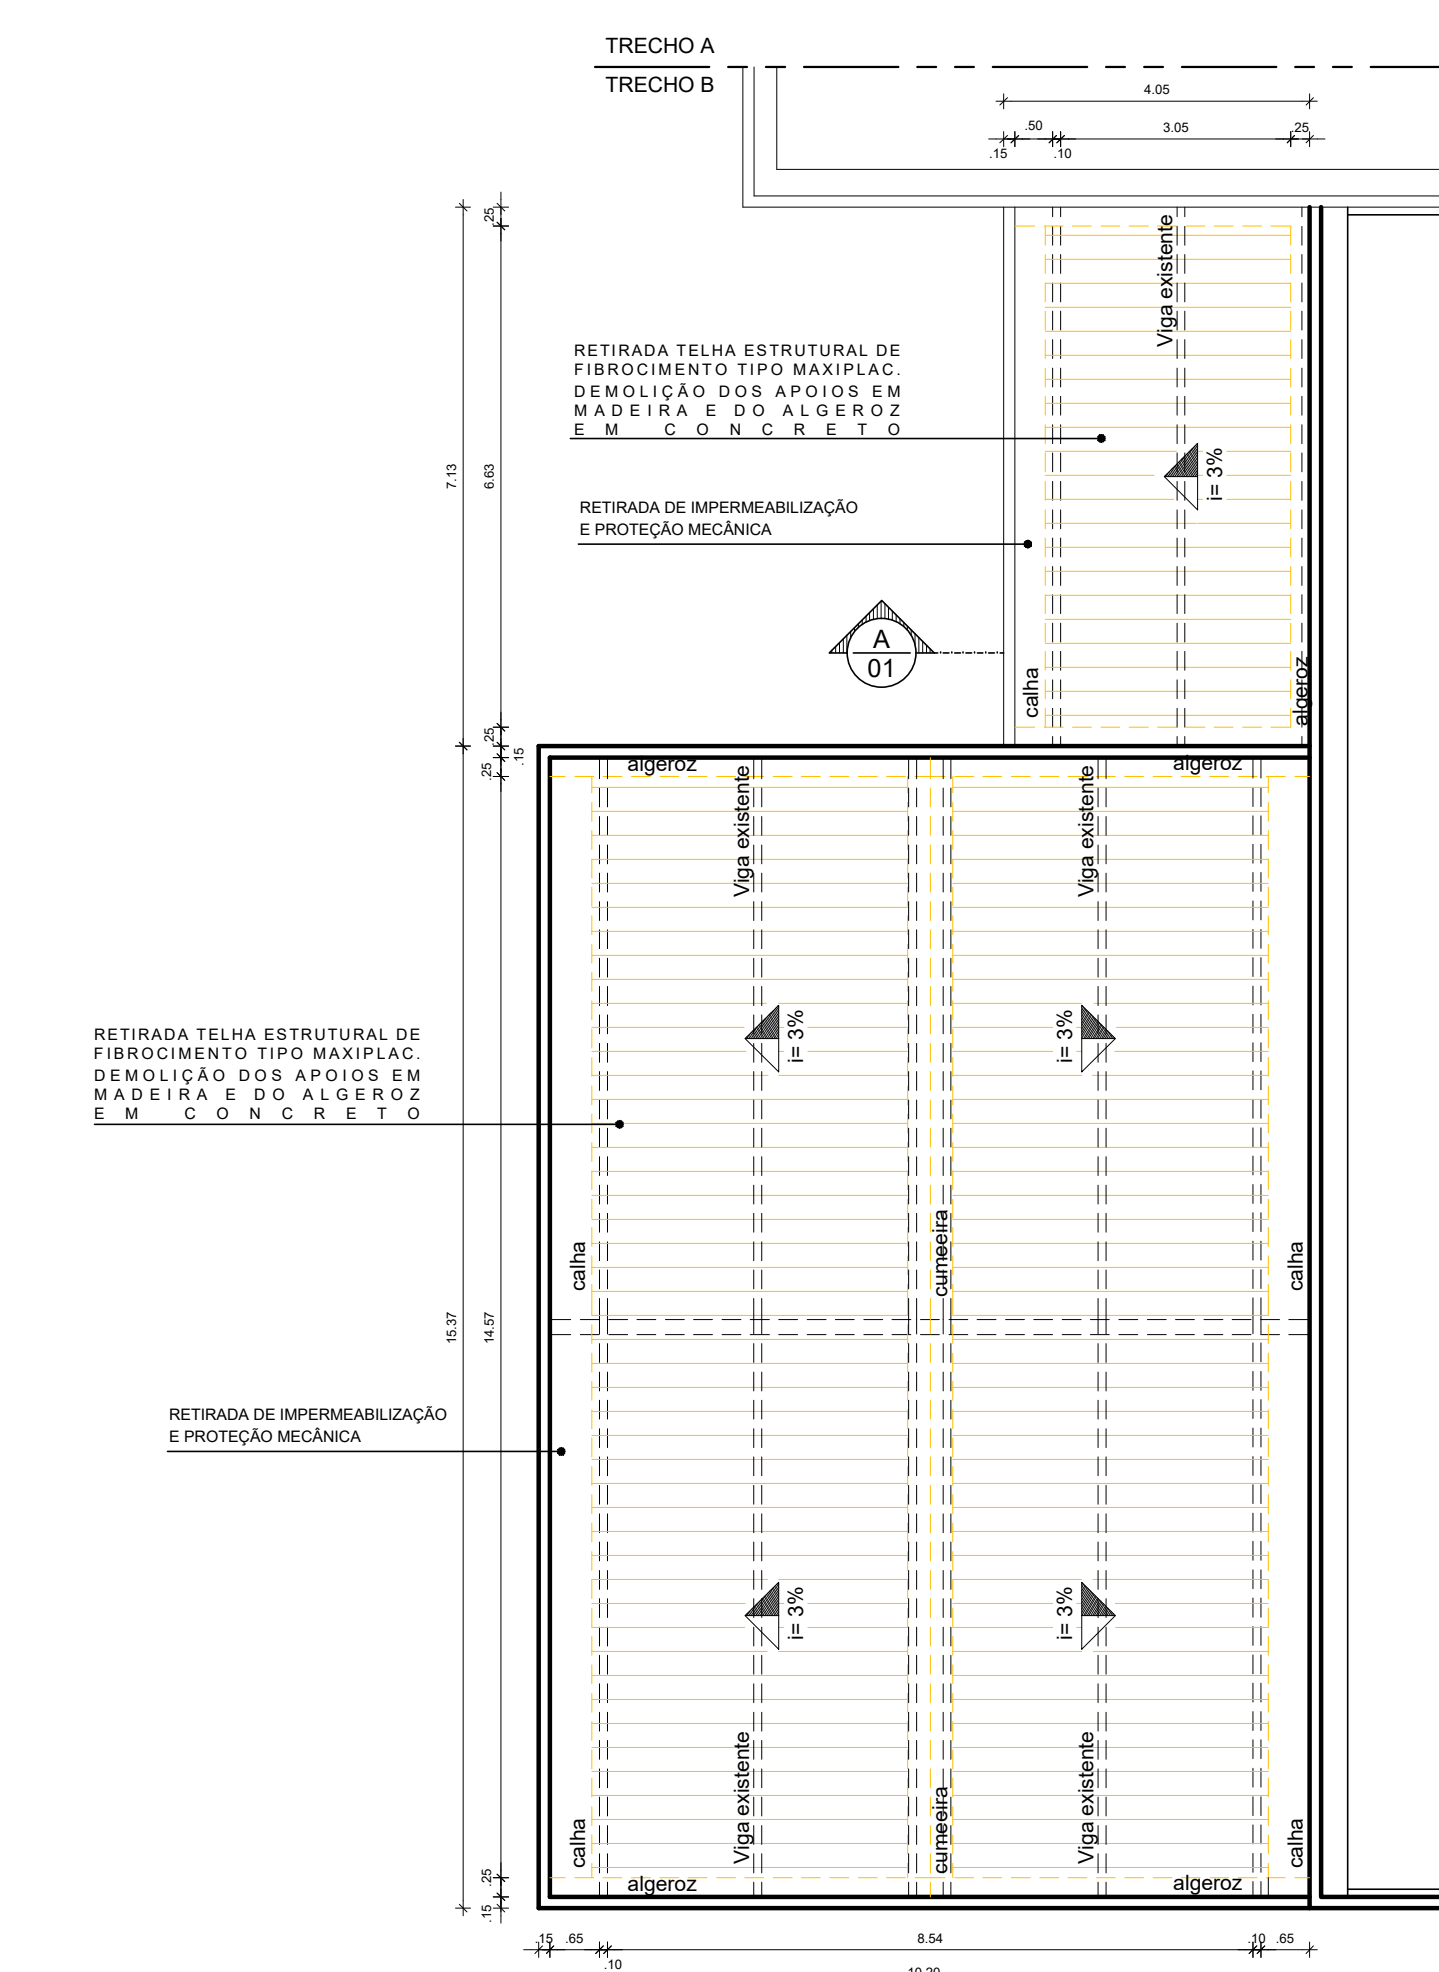 TRECHO A
TRECHO B
4.05
.50
3.05
.25
.15
.10
.25
Viga existente
RETIRADA TELHA ESTRUTURAL DE
FIBROCIMENTO TIPO MAXIPLAC.
DEMOLIÇÃO DOS APOIOS EM
MADEIRA E DO ALGEROZ
EM CONCRETO
7.13
6.63
i= 3%
RETIRADA DE IMPERMEABILIZAÇÃO
E PROTEÇÃO MECÂNICA
A
01
calha
algeroz
.25
.15
.25
algeroz
algeroz
Viga existente
Viga existente
i= 3%
i= 3%
RETIRADA TELHA ESTRUTURAL DE
FIBROCIMENTO TIPO MAXIPLAC.
DEMOLIÇÃO DOS APOIOS EM
MADEIRA E DO ALGEROZ
EM CONCRETO
calha
cumeeira
calha
15.37
14.57
RETIRADA DE IMPERMEABILIZAÇÃO
E PROTEÇÃO MECÂNICA
i= 3%
i= 3%
calha
Viga existente
cumeeira
Viga existente
calha
.25
algeroz
algeroz
.15
.15
.65
8.54
.10
.65
.10